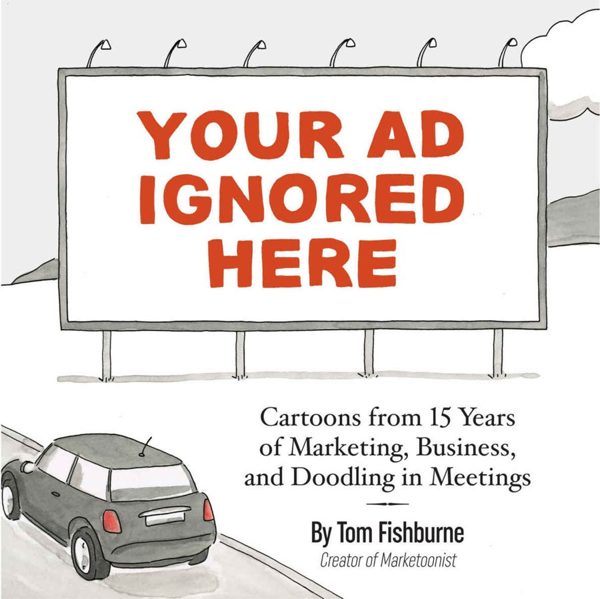 YOUR AD
IGNORED
HERE
Cartoons from 15 Years
of Marketing, Business,
and Doodling in Meetings
By Tom Fishburne
Creator of Marketoonist